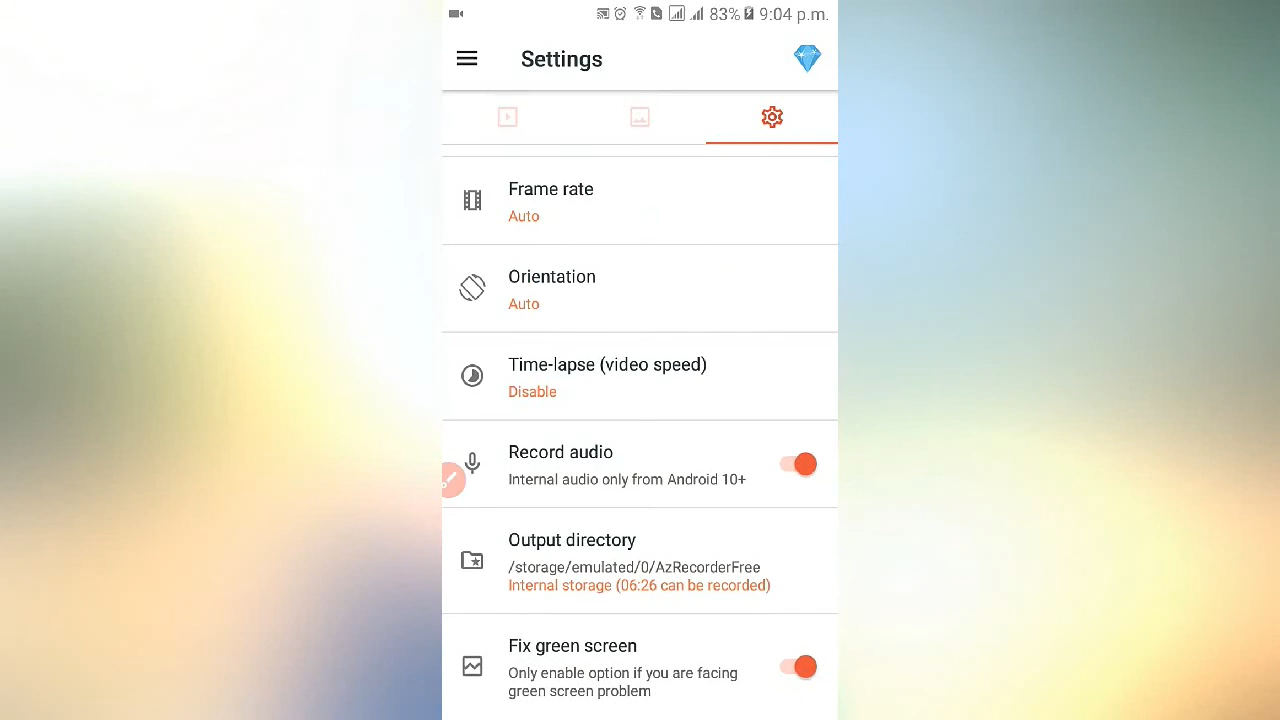 83% 9:04 p.m.
Settings
Frame rate
Auto
Orientation
Auto
Time-lapse (video speed)
Disable
Record audio
Internal audio only from Android 10+
Output directory
/storage/emulated/0/AzRecorderFree
Internal storage (06:26 can be recorded)
Fix green screen
Only enable option if you are facing
green screen problem